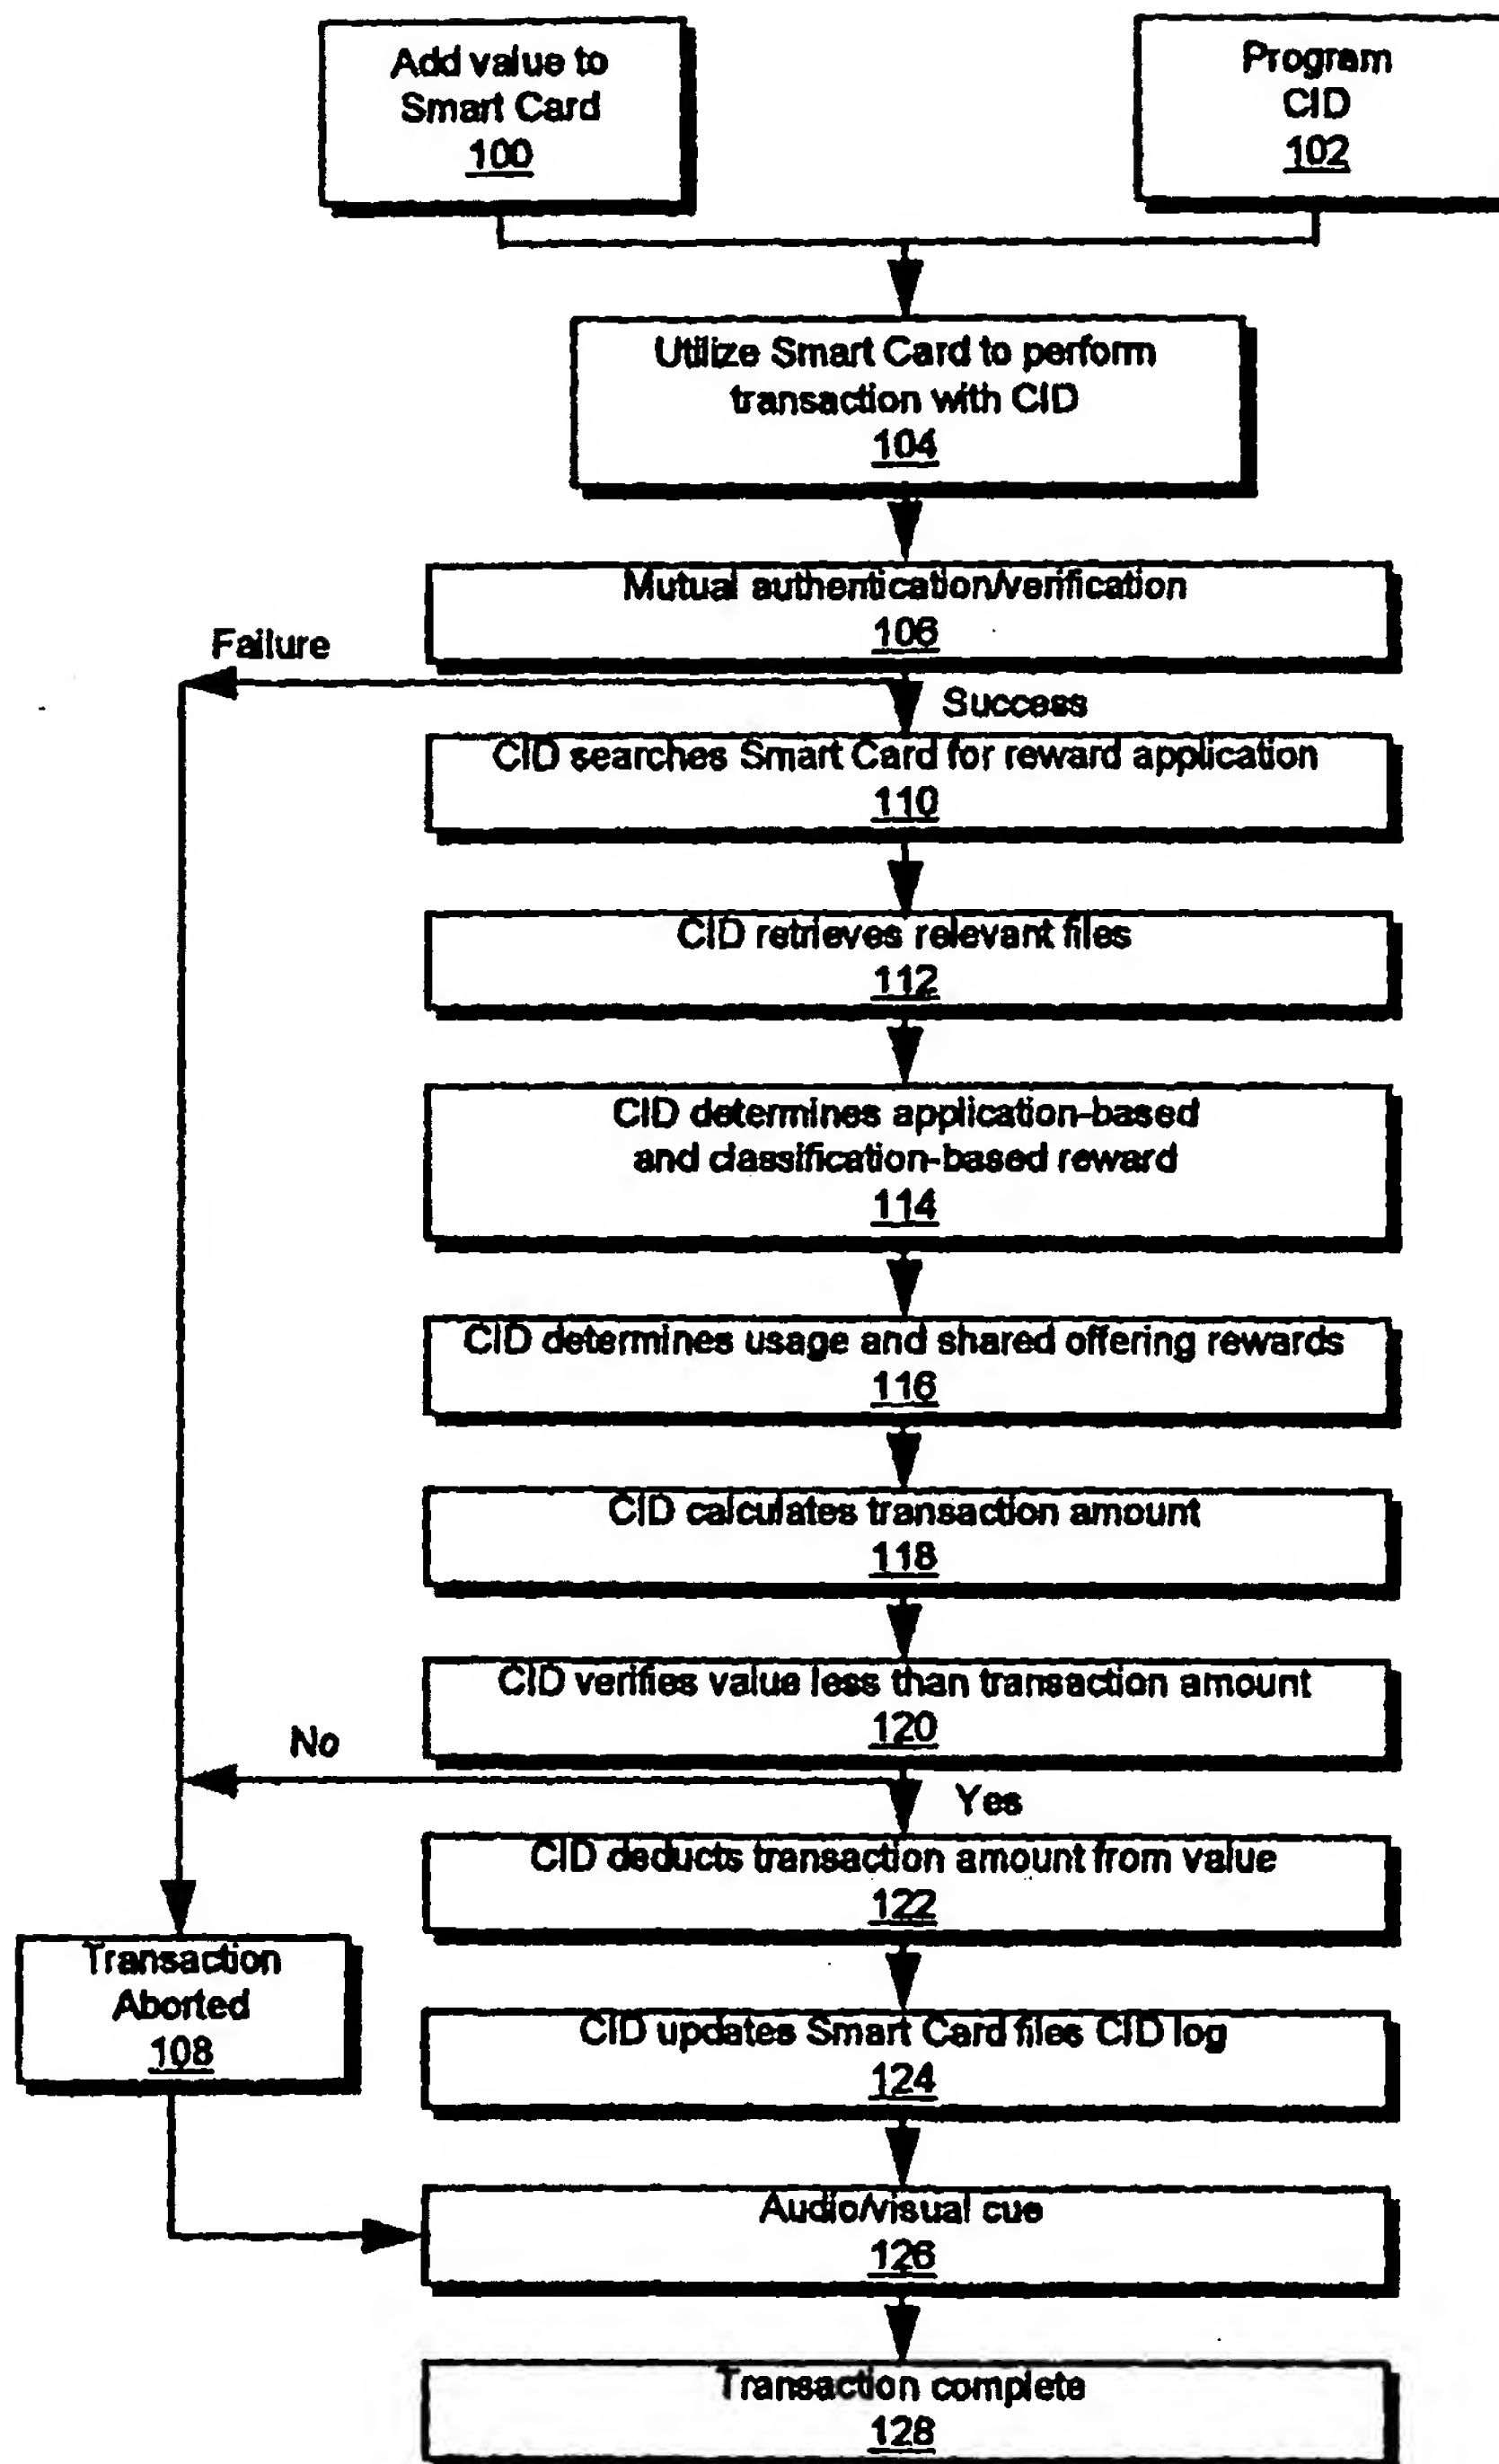 Add value to
Smart Card
100
Program
CID
102
Utilize Smart Card to perform
transaction with CID
104
Mutual authentication/verification
106
Failure
Success
CID searches Smart Card for reward application
110
CID retrieves relevant files
112
CID determines application-based
and classification-based reward
114
CID determines usage and shared offering rewards
116
CID calculates transaction amount
118
CID verifies value less than transaction amount
120
No
Yes
CID deducts transaction amount from value
122
Transaction
Aborted
108
CID updates Smart Card files CID log
124
Audio/visual cue
126
Transaction complete
128